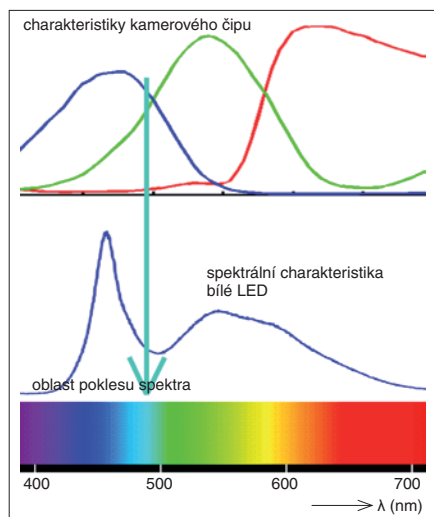 charakteristiky kamerového čipu
spektrální charakteristika
bílé LED
oblast poklesu spektra
400 500 600 700
λ (nm)